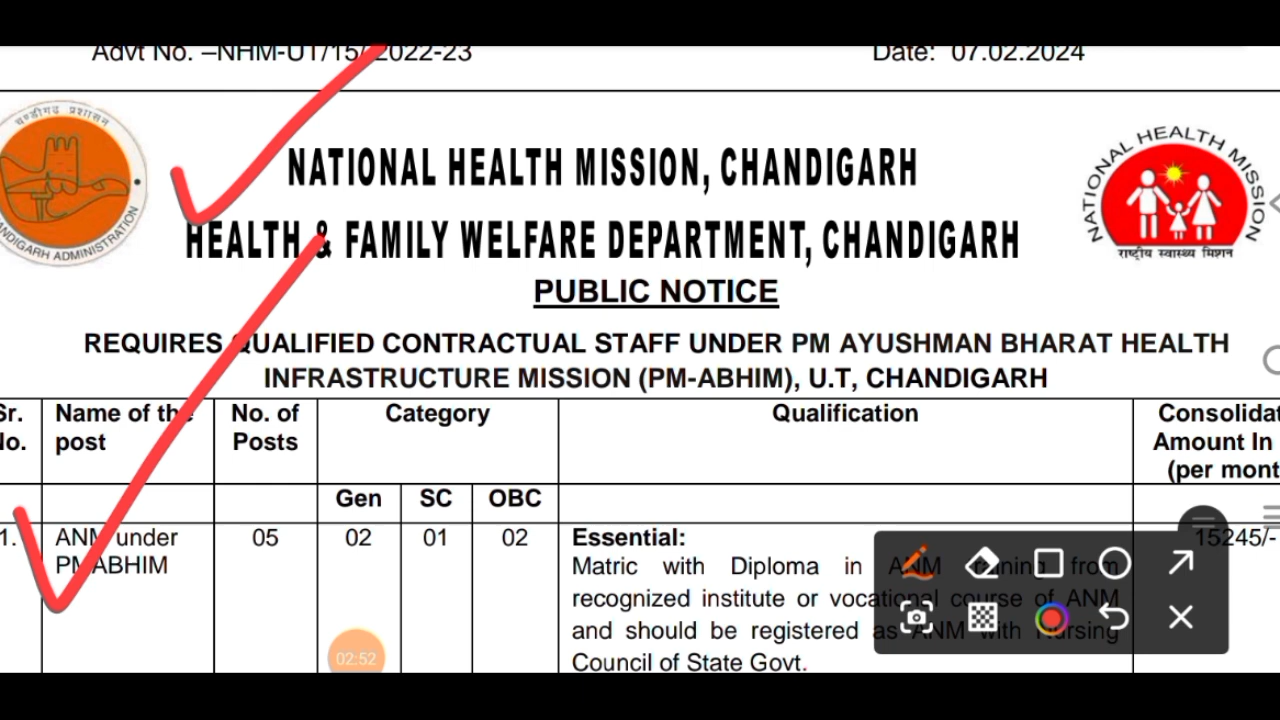 Advt No. –NHM-UT/15/2022-23 Date: 07.02.2024
चण्डीगढ़ प्रशासन
CHANDIGARH ADMINISTRATION
NATIONAL HEALTH MISSION
राष्ट्रीय स्वास्थ्य मिशन
NATIONAL HEALTH MISSION, CHANDIGARH
HEALTH & FAMILY WELFARE DEPARTMENT, CHANDIGARH
PUBLIC NOTICE
REQUIRES QUALIFIED CONTRACTUAL STAFF UNDER PM AYUSHMAN BHARAT HEALTH
INFRASTRUCTURE MISSION (PM-ABHIM), U.T, CHANDIGARH
Sr. Name of the No. of Category Qualification Consolidat
No. post Posts Amount In
(per mont
Gen SC OBC
1. ANM under 05 02 01 02 Essential: 15245/-
PMABHIM Matric with Diploma in ANM training from
recognized institute or vocational course of ANM
and should be registered as ANM with Nursing
Council of State Govt.
02:52